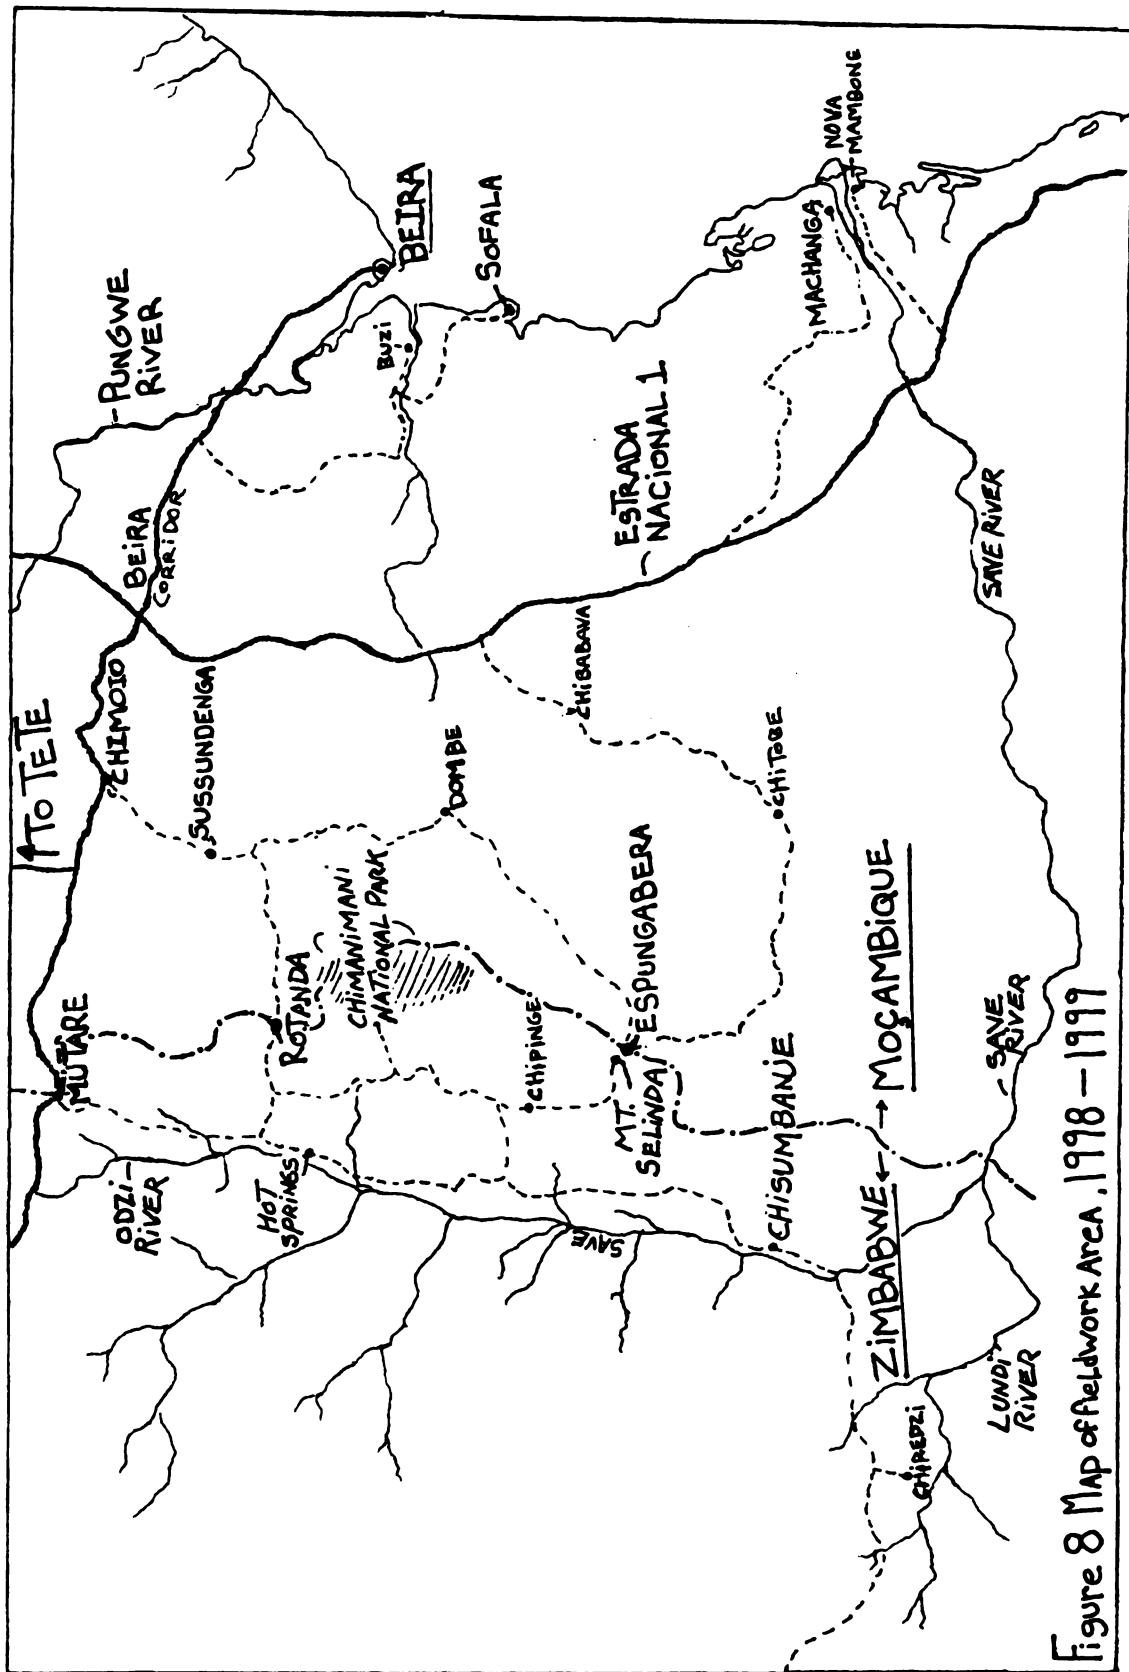 TO TETE
MUTARE
CHIMOIO
PUNGWE
RIVER
BEIRA
CORRIDOR
ODZI
RIVER
SUSSUNDENGA
HOT
SPRINGS
ROTANDA
CHIMANIMANI
NATIONAL PARK
BUZI
BEIRA
DOMBE
SOFALA
CHIPINGE
SAVE
CHIBABAVA
MT.
SELINDA
ESPUNGABERA
ESTRADA
NACIONAL 1
CHISUMBANJE
CHITOBE
MACHANGA
NOVA
MAMBONE
ZIMBABWE
MOÇAMBIQUE
CHIREDZI
LUNDI
RIVER
SAVE
RIVER
SAVE RIVER
Figure 8 Map of fieldwork Area, 1998-1999